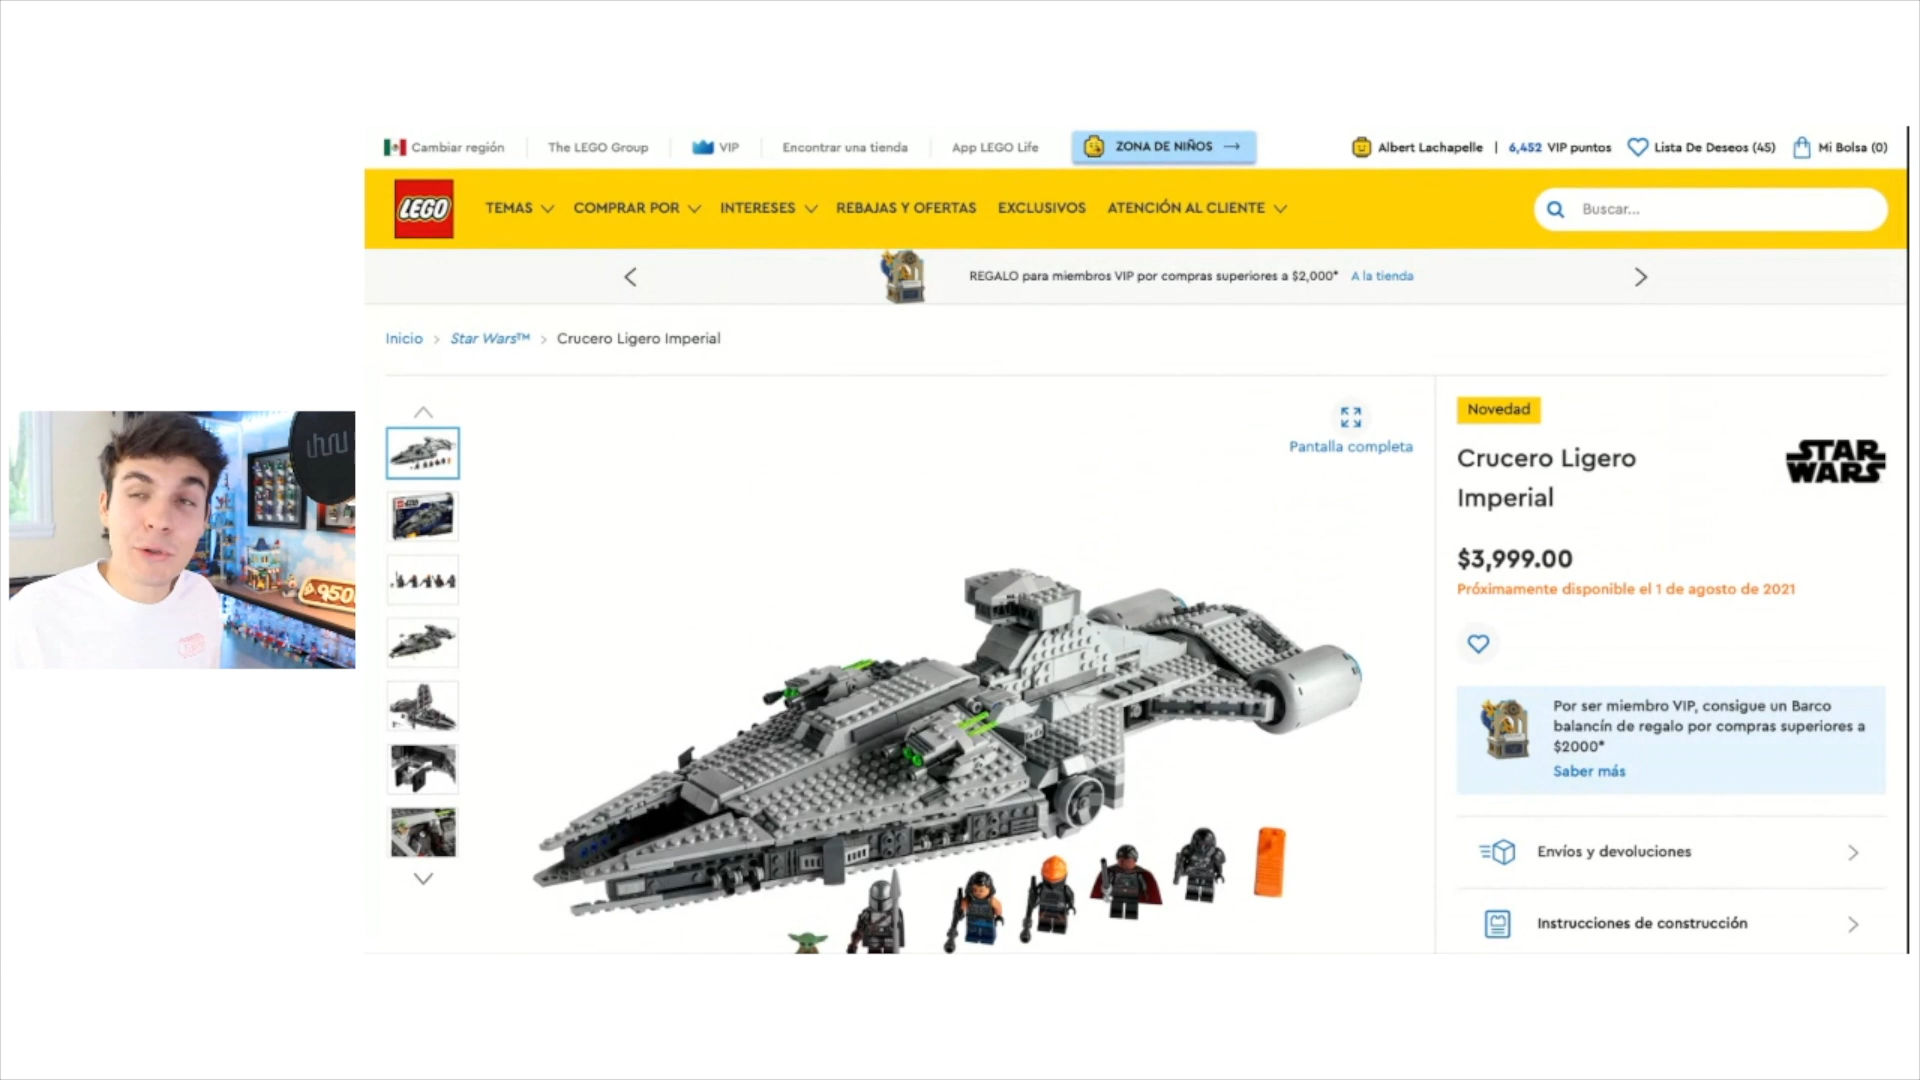 Cambiar región
The LEGO Group
VIP
Encontrar una tienda
App LEGO Life
ZONA DE NIÑOS →
Albert Lachapelle | 6,452 VIP puntos
Lista De Deseos (45)
Mi Bolsa (0)
LEGO
TEMAS
COMPRAR POR
INTERESES
REBAJAS Y OFERTAS
EXCLUSIVOS
ATENCIÓN AL CLIENTE
Buscar...
REGALO para miembros VIP por compras superiores a $2,000* A la tienda
Inicio > Star Wars™ > Crucero Ligero Imperial
Pantalla completa
Novedad
Crucero Ligero
Imperial
STAR
WARS
$3,999.00
Próximamente disponible el 1 de agosto de 2021
Por ser miembro VIP, consigue un Barco
balancín de regalo por compras superiores a
$2000*
Saber más
Envíos y devoluciones
Instrucciones de construcción
950